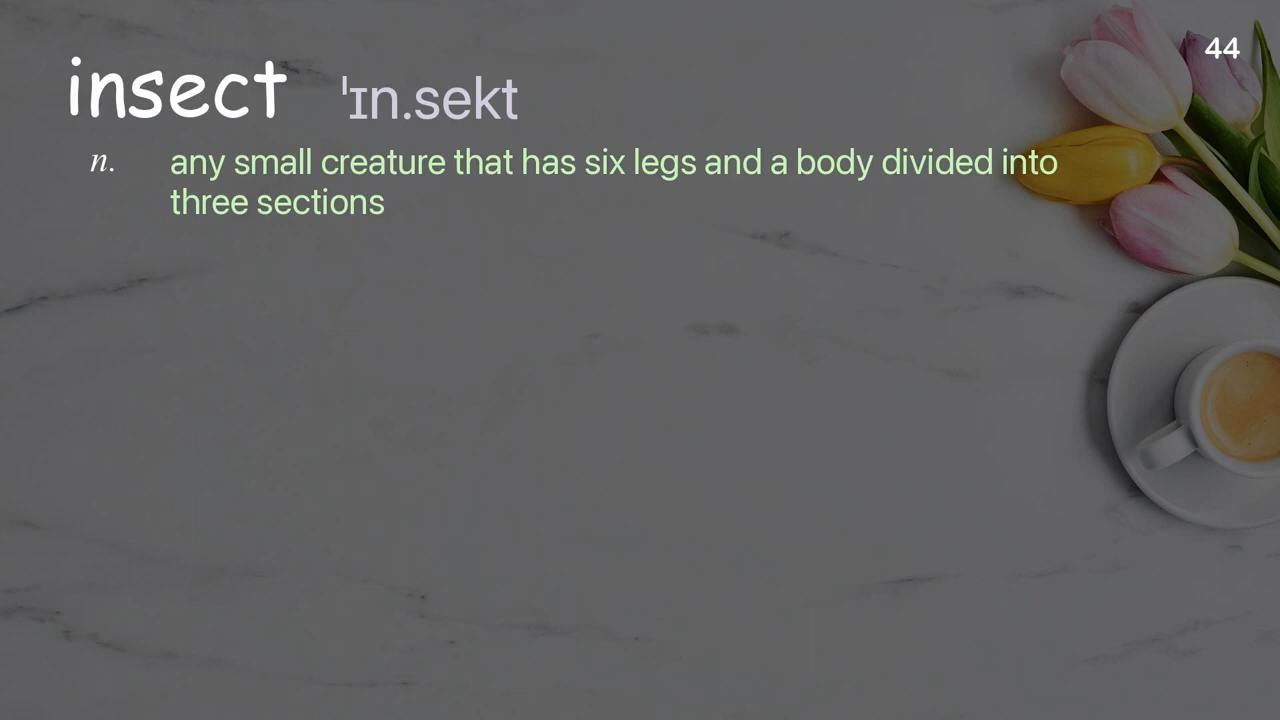 44
insect ˈɪn.sekt
n. any small creature that has six legs and a body divided into
three sections